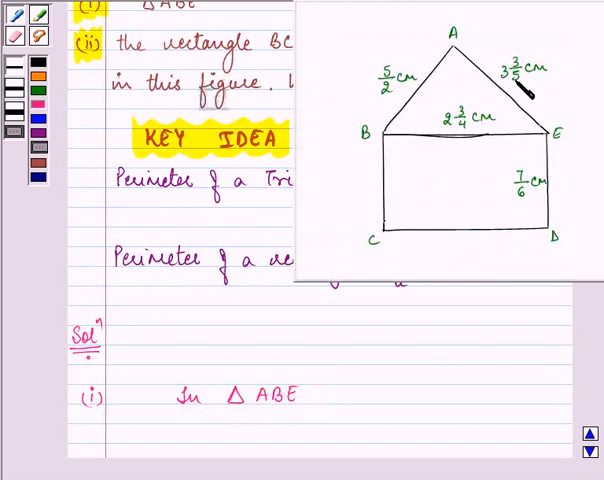 (i) Δ ABE
(ii) the rectangle BC
in this figure.
KEY IDEA
Perimeter of a Tri
Perimeter of a
Solⁿ
(i) In Δ ABE
A
5/2 cm
3 3/5 cm
2 3/4 cm
B
E
7/6 cm
C
D